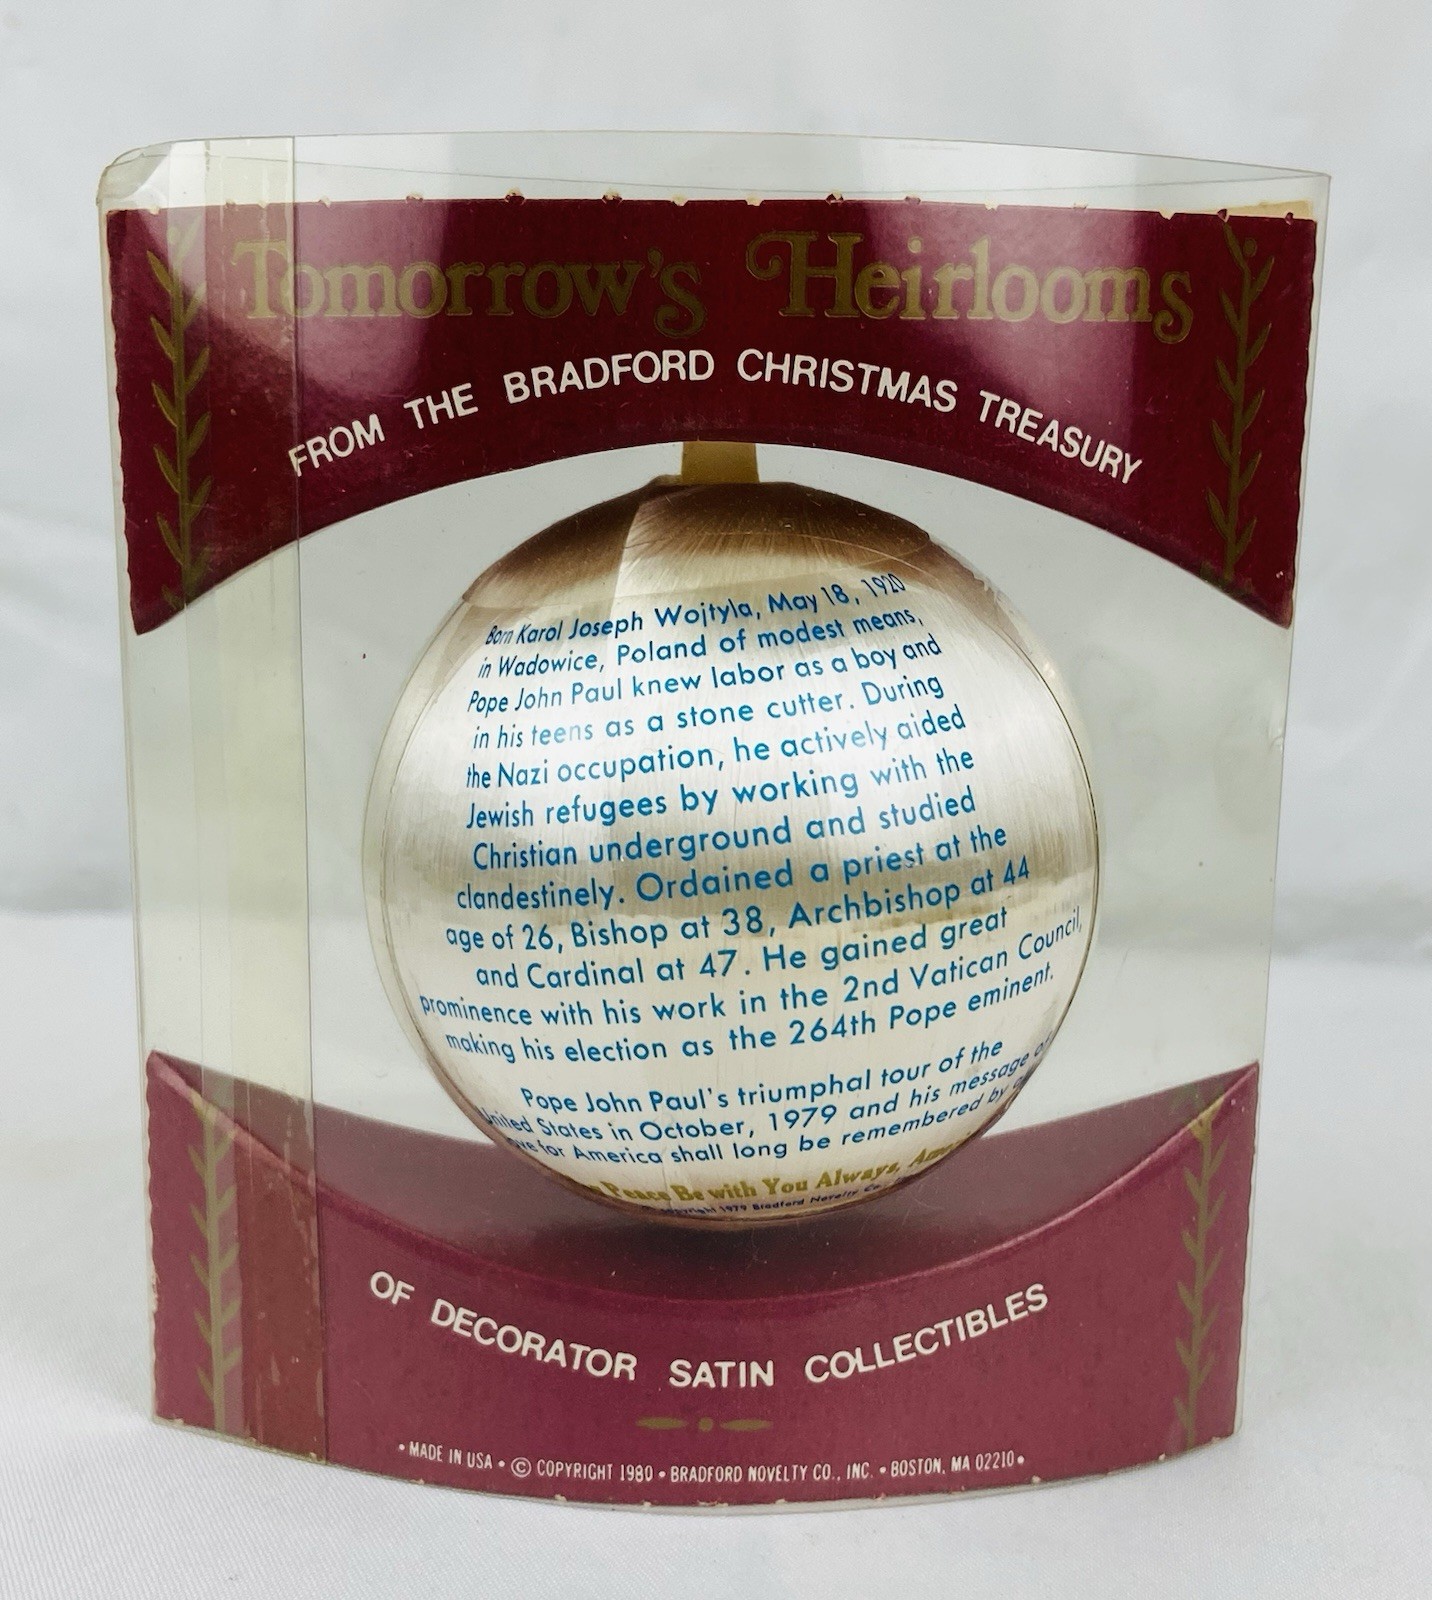 Tomorrow's Heirlooms
FROM THE BRADFORD CHRISTMAS TREASURY
Born Karol Joseph Wojtyla, May 18, 1920
in Wadowice, Poland of modest means,
Pope John Paul knew labor as a boy and
in his teens as a stone cutter. During
the Nazi occupation, he actively aided
Jewish refugees by working with the
Christian underground and studied
clandestinely. Ordained a priest at the
age of 26, Bishop at 38, Archbishop at 44
and Cardinal at 47. He gained great
prominence with his work in the 2nd Vatican Council,
making his election as the 264th Pope eminent.
Pope John Paul's triumphal tour of the
United States in October, 1979 and his message of
for America shall long be remembered by
Peace Be with You Always,
Copyright 1979 Bradford Novelty Co.
OF DECORATOR SATIN COLLECTIBLES
• MADE IN USA • © COPYRIGHT 1980 • BRADFORD NOVELTY CO., INC. • BOSTON, MA 02210 •